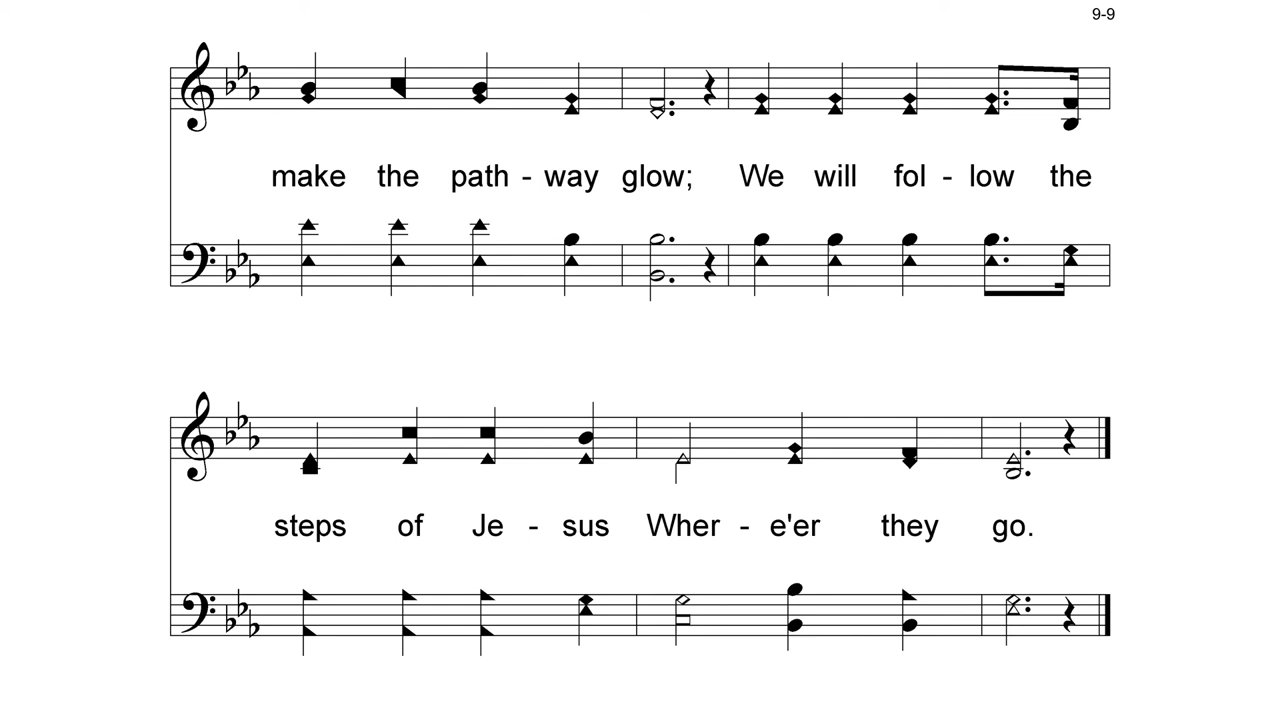 9-9
make the path - way glow; We will fol - low the
steps of Je - sus Wher - e'er they go.